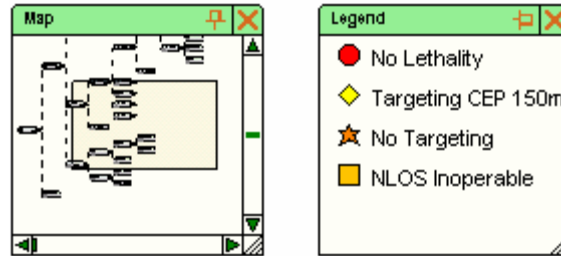 Map
Legend
No Lethality
Targeting CEP 150m
No Targeting
NLOS Inoperable